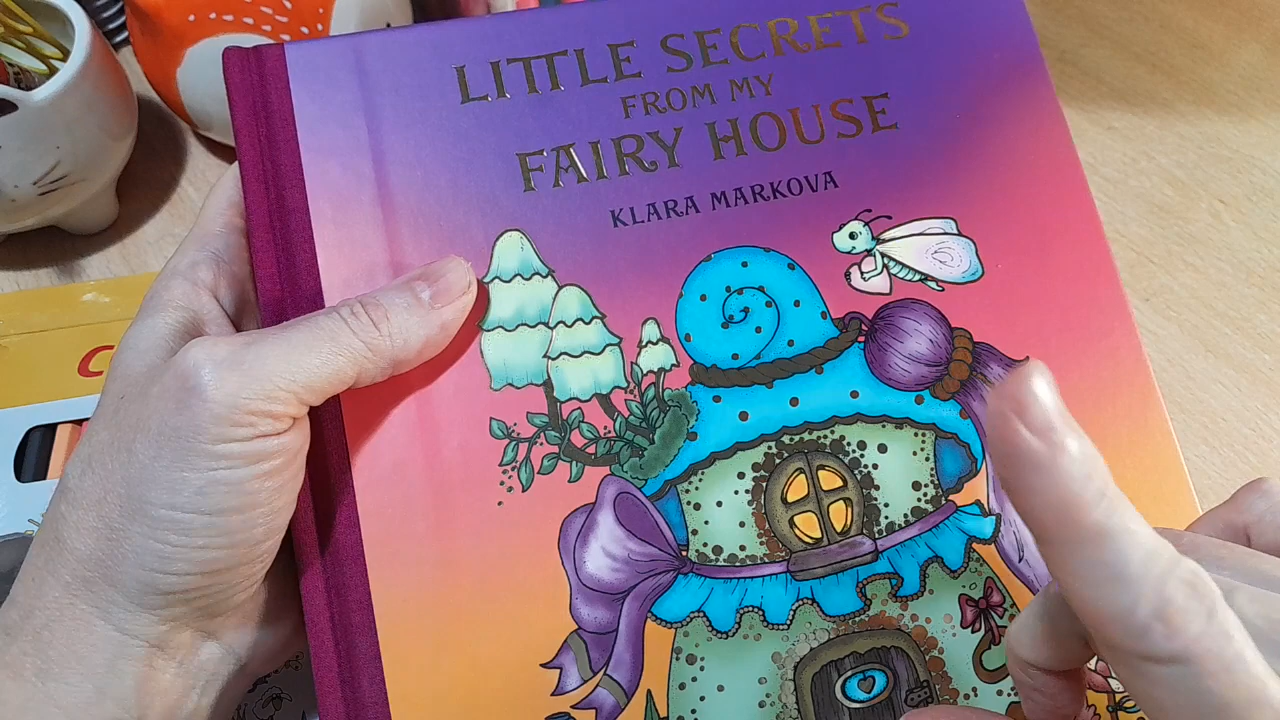 LITTLE SECRETS
FROM MY
FAIRY HOUSE
KLARA MARKOVA
C